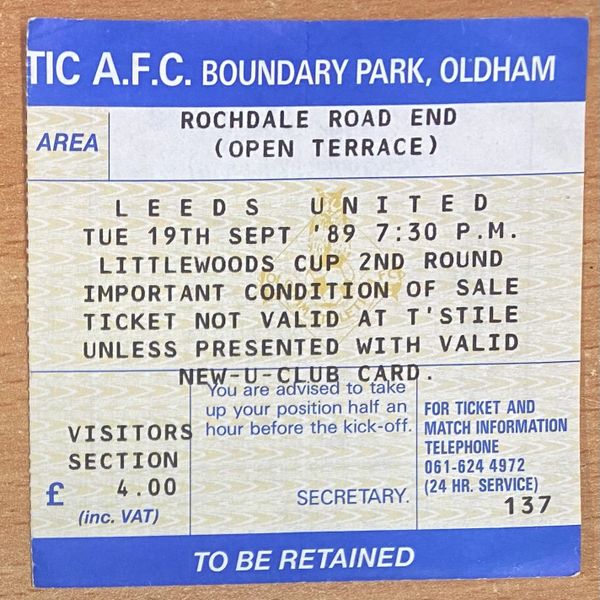 TIC A.F.C. BOUNDARY PARK, OLDHAM
AREA
ROCHDALE ROAD END
(OPEN TERRACE)
LEEDS UNITED
TUE 19TH SEPT '89 7:30 P.M.
LITTLEWOODS CUP 2ND ROUND
IMPORTANT CONDITION OF SALE
TICKET NOT VALID AT T'STILE
UNLESS PRESENTED WITH VALID
NEW-U-CLUB CARD.
VISITORS
SECTION
£ 4.00
(inc. VAT)
You are advised to take
up your position half an
hour before the kick-off.
SECRETARY.
FOR TICKET AND
MATCH INFORMATION
TELEPHONE
061-624 4972
(24 HR. SERVICE)
137
TO BE RETAINED